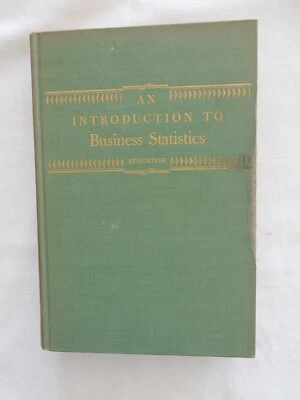 AN
INTRODUCTION TO
Business Statistics
STOCKTON